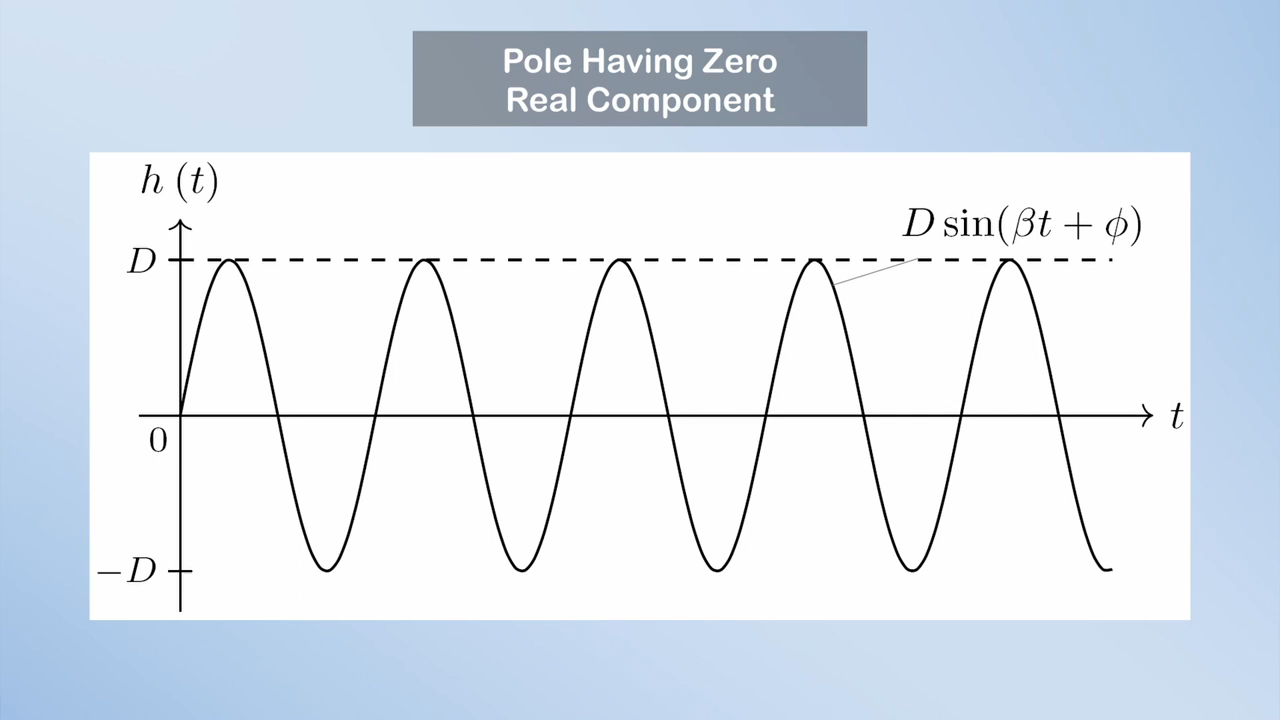 Pole Having Zero
Real Component
h (t)
D sin(βt + ϕ)
D
t
0
−D